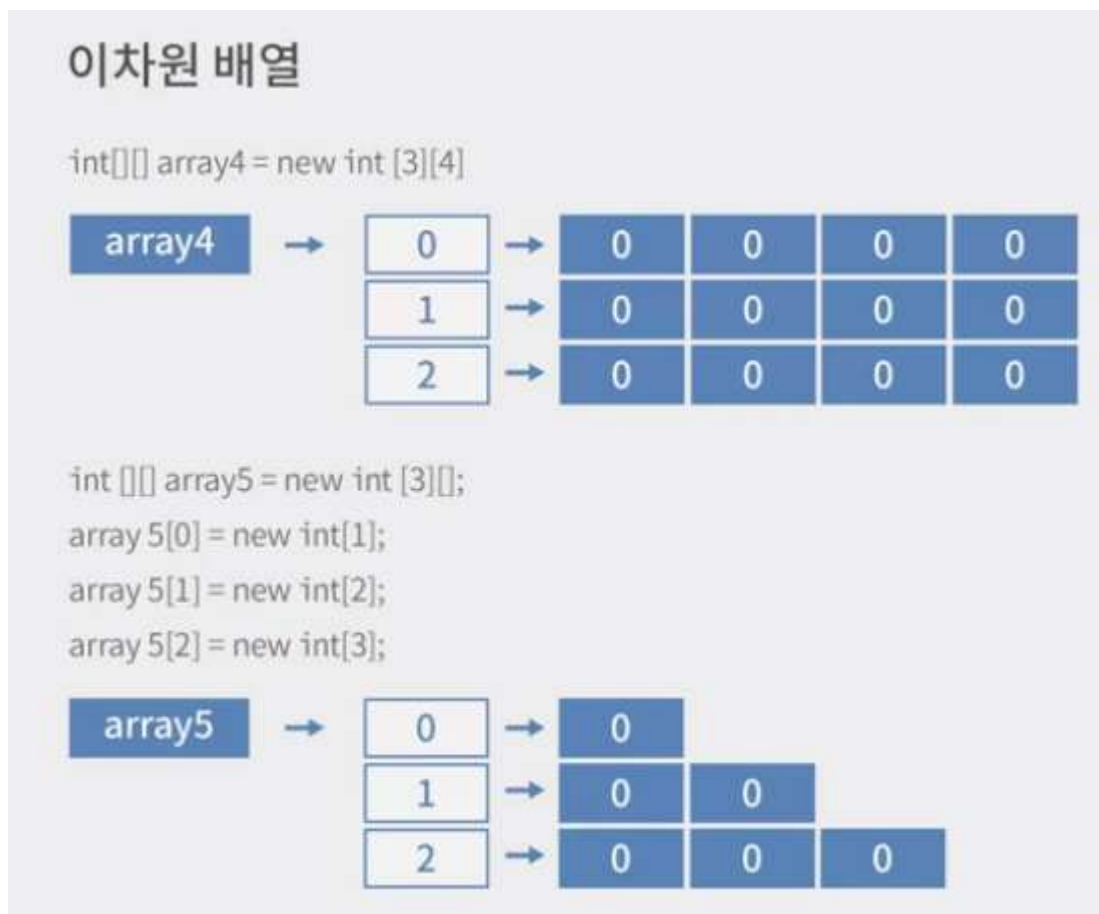 이차원 배열
int[][] array4 = new int [3][4]
array4 → 0 → 0 0 0 0
1 → 0 0 0 0
2 → 0 0 0 0
int [][] array5 = new int [3][];
array 5[0] = new int[1];
array 5[1] = new int[2];
array 5[2] = new int[3];
array5 → 0 → 0
1 → 0 0
2 → 0 0 0